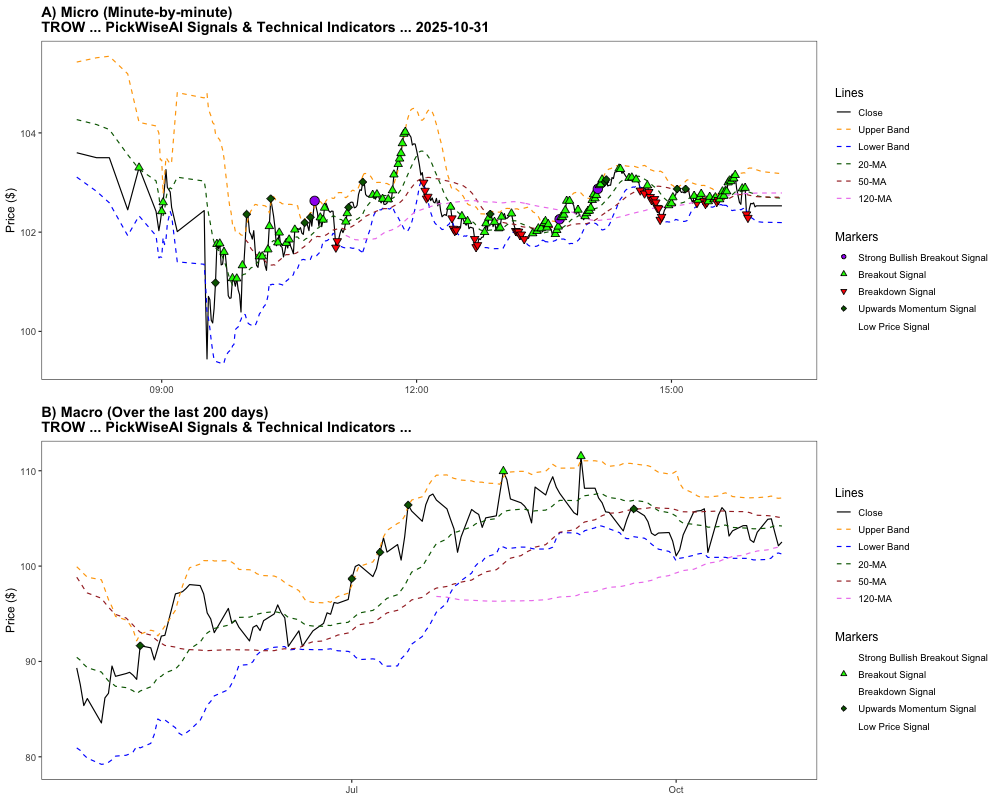 A) Micro (Minute-by-minute)
TROW ... PickWiseAI Signals & Technical Indicators ... 2025-10-31
Price ($)
104
102
100
09:00
12:00
15:00
Lines
Close
Upper Band
Lower Band
20-MA
50-MA
120-MA
Markers
Strong Bullish Breakout Signal
Breakout Signal
Breakdown Signal
Upwards Momentum Signal
Low Price Signal
B) Macro (Over the last 200 days)
TROW ... PickWiseAI Signals & Technical Indicators ...
Price ($)
110
100
90
80
Jul
Oct
Lines
Close
Upper Band
Lower Band
20-MA
50-MA
120-MA
Markers
Strong Bullish Breakout Signal
Breakout Signal
Breakdown Signal
Upwards Momentum Signal
Low Price Signal